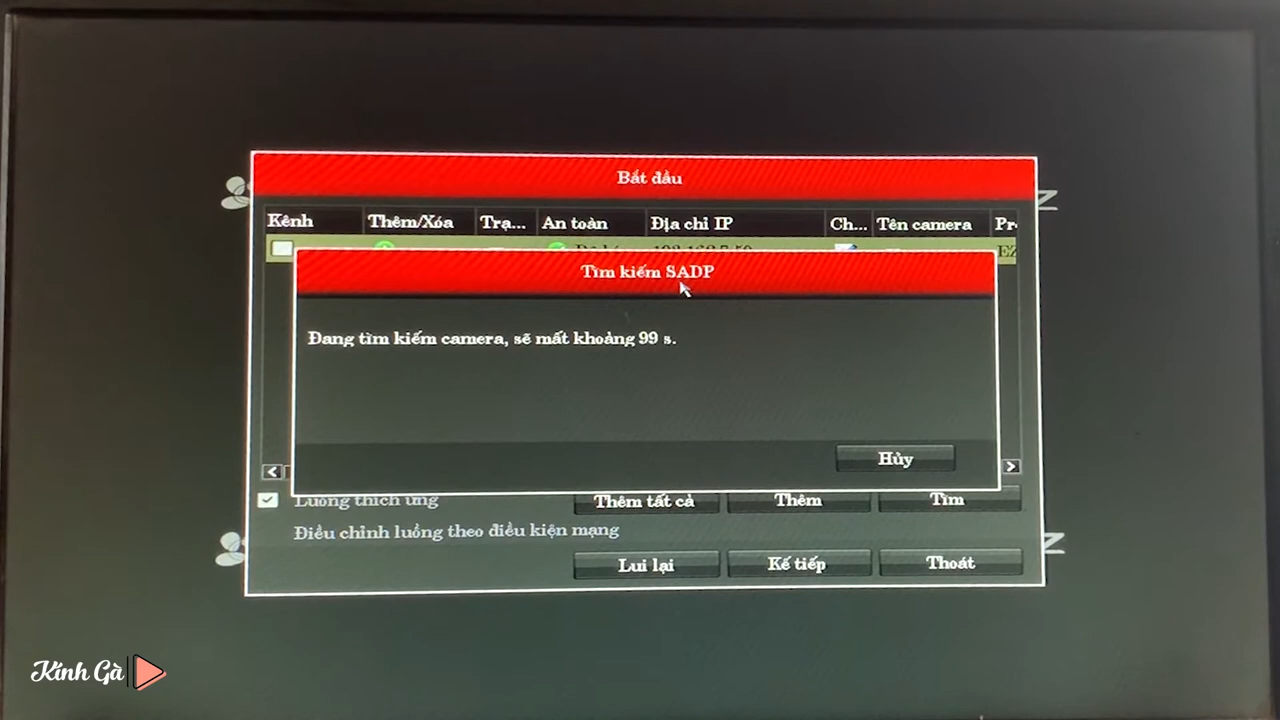 Bắt đầu
Kênh Thêm/Xóa Trạ... An toàn Địa chỉ IP Ch... Tên camera Pr
EZ
Tìm kiếm SADP
Đang tìm kiếm camera, sẽ mất khoảng 99 s.
Hủy
Luồng thích ứng Thêm tất cả Thêm Tìm
Điều chỉnh luồng theo điều kiện mạng
Lui lại Kế tiếp Thoát
Kính Gà